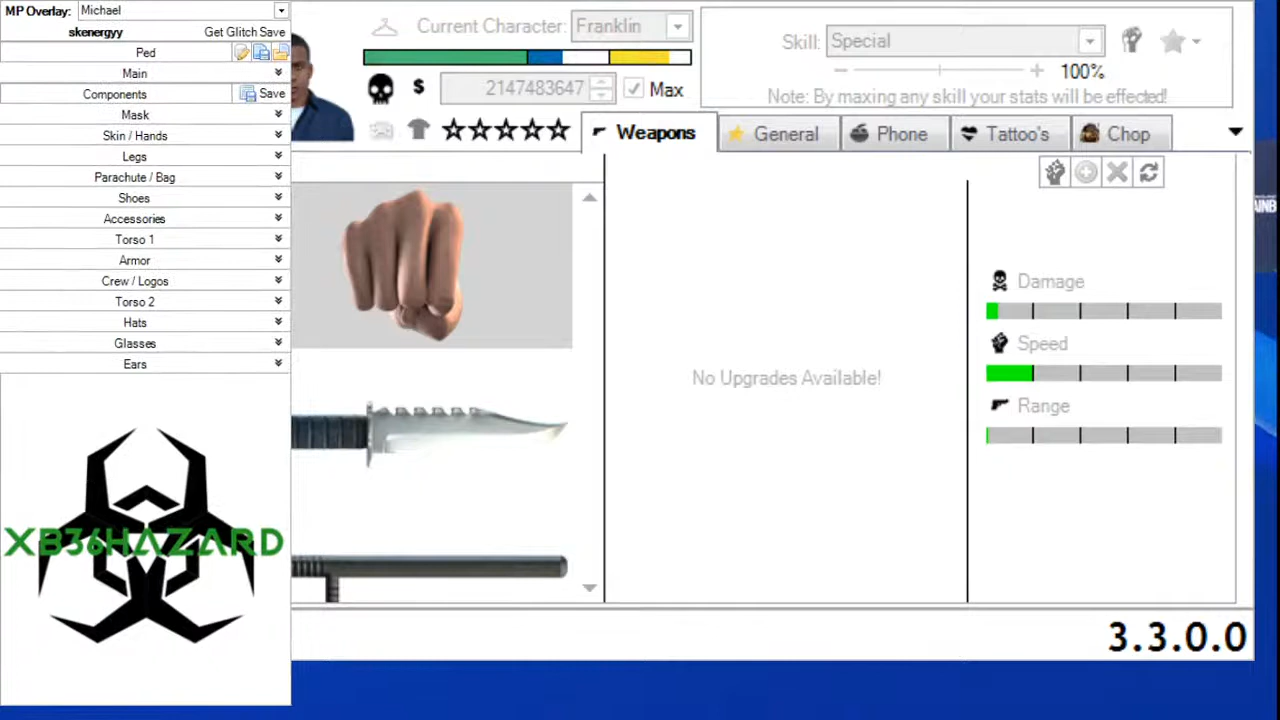 MP Overlay: Michael
skenergyy Get Glitch Save
Ped
Main
Components Save
Mask
Skin / Hands
Legs
Parachute / Bag
Shoes
Accessories
Torso 1
Armor
Crew / Logos
Torso 2
Hats
Glasses
Ears
XB36HAZARD
Current Character: Franklin
$ 2147483647 Max
Skill: Special
100%
Note: By maxing any skill your stats will be effected!
Weapons General Phone Tattoo's Chop
No Upgrades Available!
Damage
Speed
Range
3.3.0.0